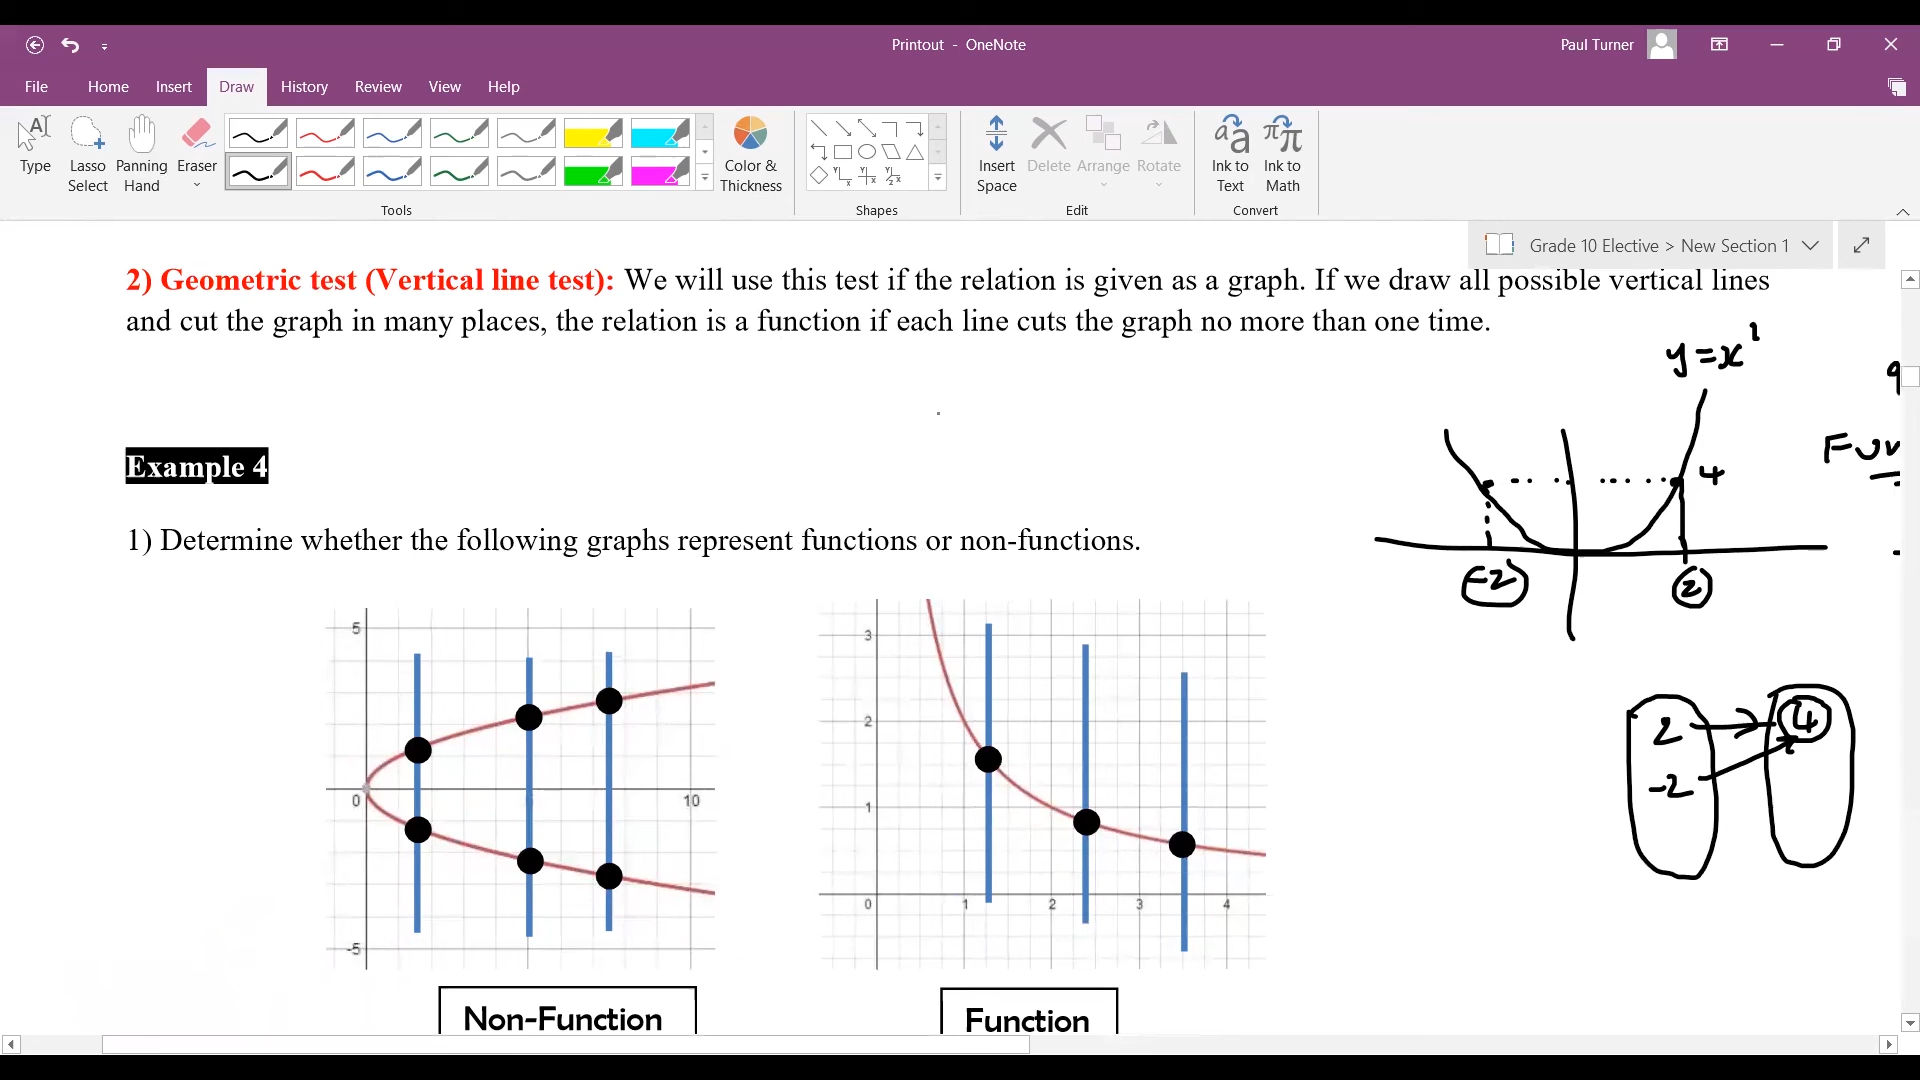 Printout - OneNote
Paul Turner
File Home Insert Draw History Review View Help
Type
Lasso Select
Panning Hand
Eraser
Color & Thickness
Insert Space
Delete
Arrange
Rotate
Ink to Text
Ink to Math
Tools
Shapes
Edit
Convert
Grade 10 Elective > New Section 1
2) Geometric test (Vertical line test): We will use this test if the relation is given as a graph. If we draw all possible vertical lines
and cut the graph in many places, the relation is a function if each line cuts the graph no more than one time.
Example 4
1) Determine whether the following graphs represent functions or non-functions.
5
0
10
-5
Non-Function
3
2
1
0
1
2
3
4
Function
y=x
4
-2
2
2
-2
4